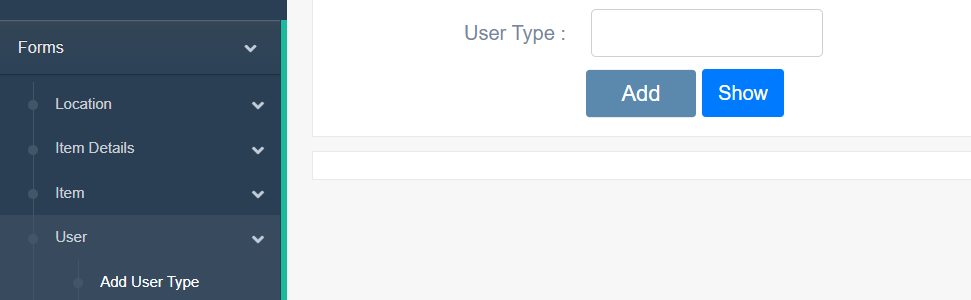 Forms
Location
Item Details
Item
User
Add User Type
User Type :
Add Show